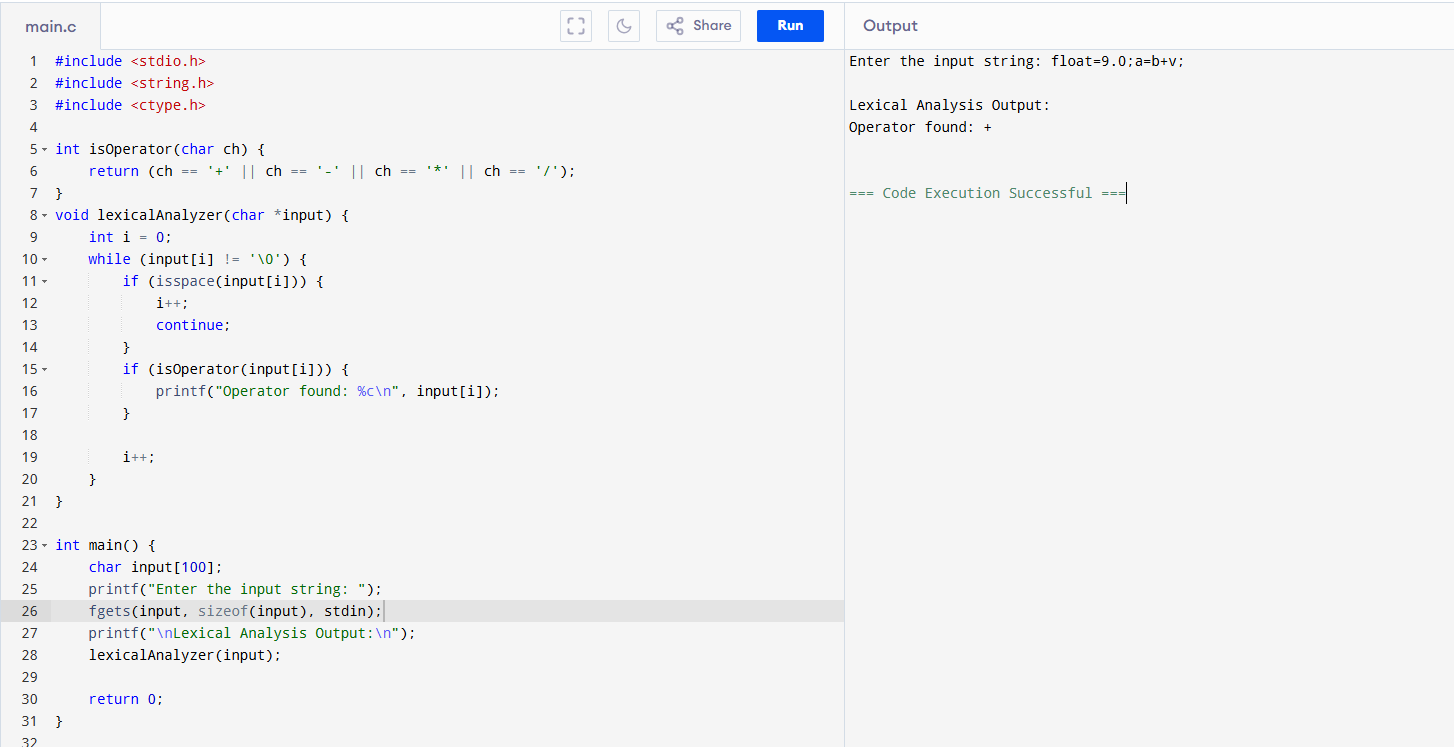 main.c
Share
Run
Output
1 #include <stdio.h>
2 #include <string.h>
3 #include <ctype.h>
4
5 int isOperator(char ch) {
6     return (ch == '+' || ch == '-' || ch == '*' || ch == '/');
7 }
8 void lexicalAnalyzer(char *input) {
9     int i = 0;
10     while (input[i] != '\0') {
11         if (isspace(input[i])) {
12             i++;
13             continue;
14         }
15         if (isOperator(input[i])) {
16             printf("Operator found: %c\n", input[i]);
17         }
18
19         i++;
20     }
21 }
22
23 int main() {
24     char input[100];
25     printf("Enter the input string: ");
26     fgets(input, sizeof(input), stdin);
27     printf("\nLexical Analysis Output:\n");
28     lexicalAnalyzer(input);
29
30     return 0;
31 }
32
Enter the input string: float=9.0;a=b+v;
Lexical Analysis Output:
Operator found: +
=== Code Execution Successful ===